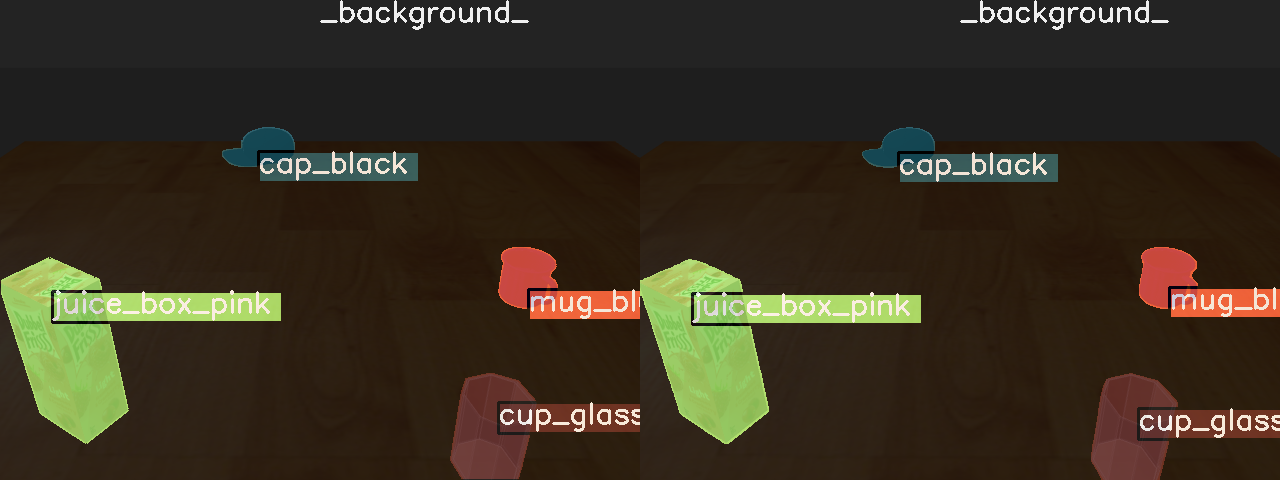 _background_
_background_
cap_black
cap_black
juice_box_pink
mug_bl
juice_box_pink
mug_bl
cup_glass
cup_glass